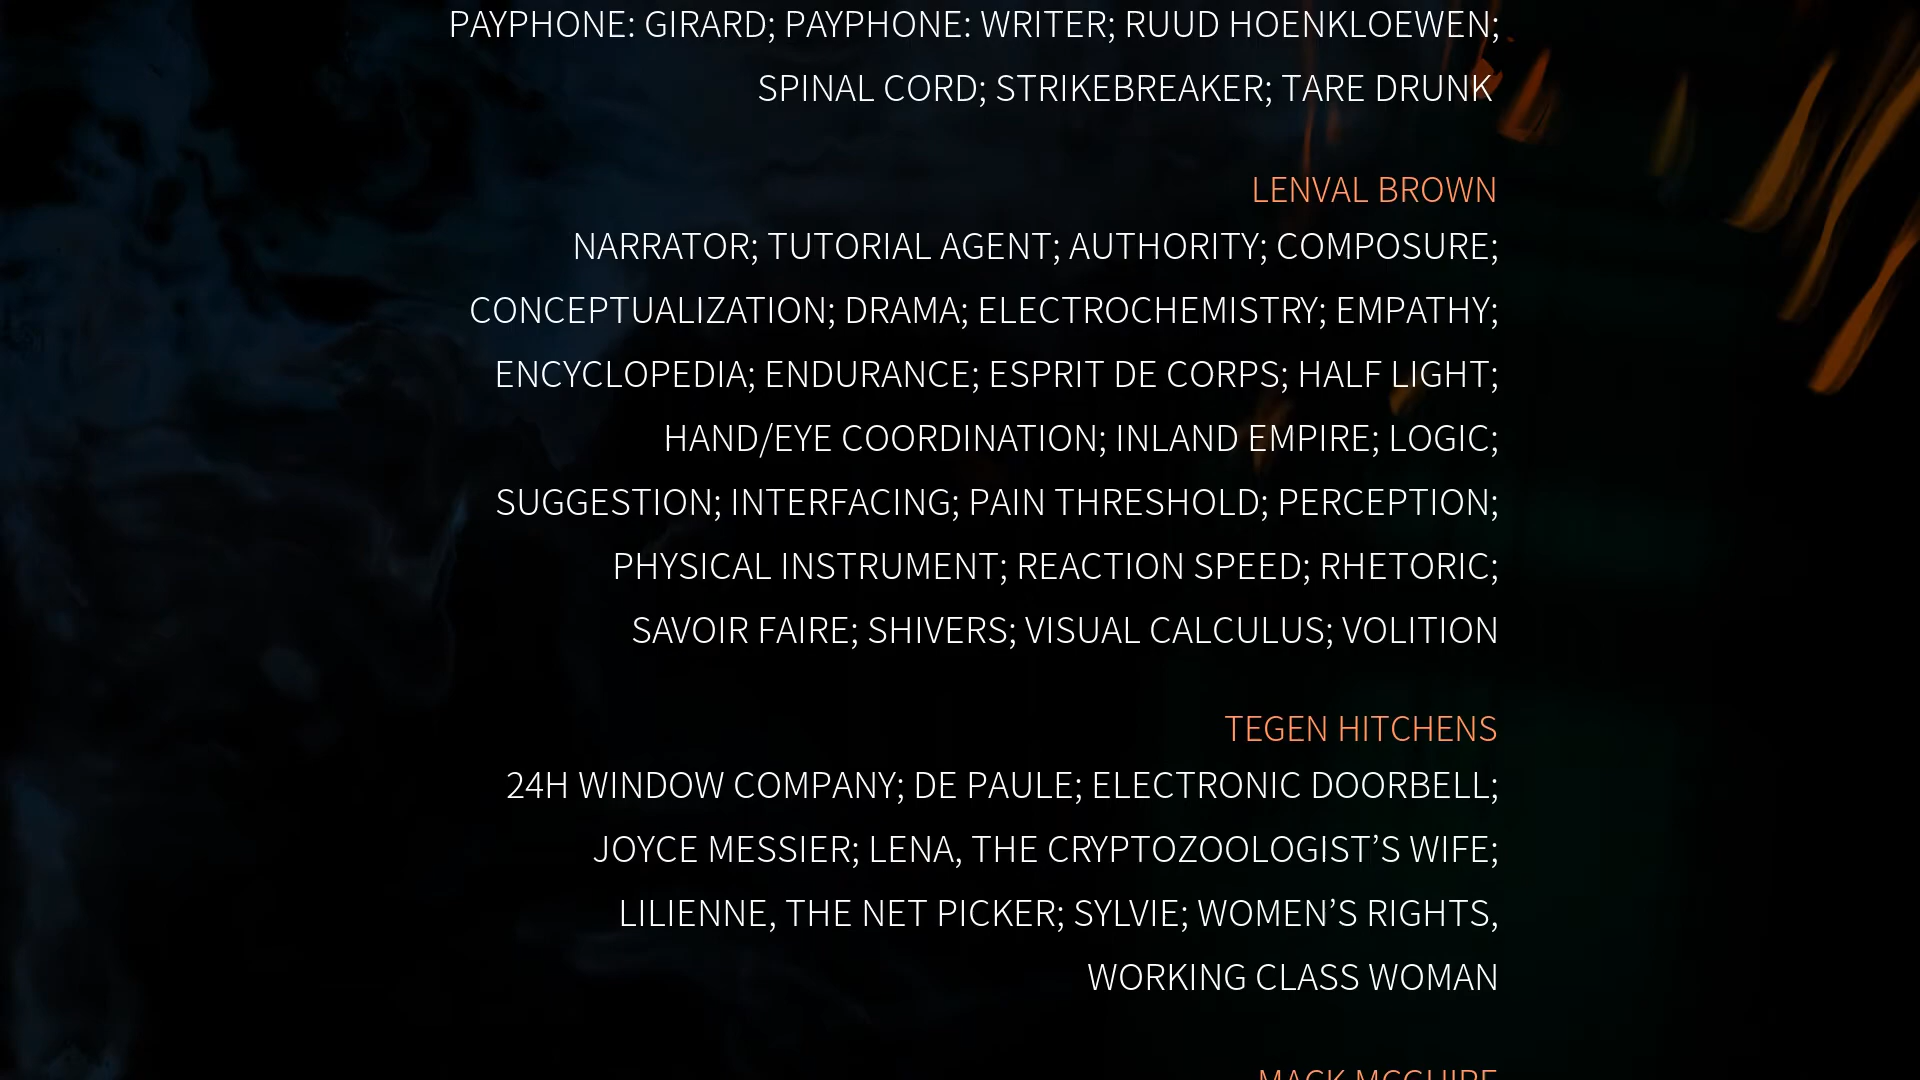 PAYPHONE: GIRARD; PAYPHONE: WRITER; RUUD HOENKLOEWEN;
SPINAL CORD; STRIKEBREAKER; TARE DRUNK
LENVAL BROWN
NARRATOR; TUTORIAL AGENT; AUTHORITY; COMPOSURE;
CONCEPTUALIZATION; DRAMA; ELECTROCHEMISTRY; EMPATHY;
ENCYCLOPEDIA; ENDURANCE; ESPRIT DE CORPS; HALF LIGHT;
HAND/EYE COORDINATION; INLAND EMPIRE; LOGIC;
SUGGESTION; INTERFACING; PAIN THRESHOLD; PERCEPTION;
PHYSICAL INSTRUMENT; REACTION SPEED; RHETORIC;
SAVOIR FAIRE; SHIVERS; VISUAL CALCULUS; VOLITION
TEGEN HITCHENS
24H WINDOW COMPANY; DE PAULE; ELECTRONIC DOORBELL;
JOYCE MESSIER; LENA, THE CRYPTOZOOLOGIST’S WIFE;
LILIENNE, THE NET PICKER; SYLVIE; WOMEN’S RIGHTS,
WORKING CLASS WOMAN
MACK MCGUIRE